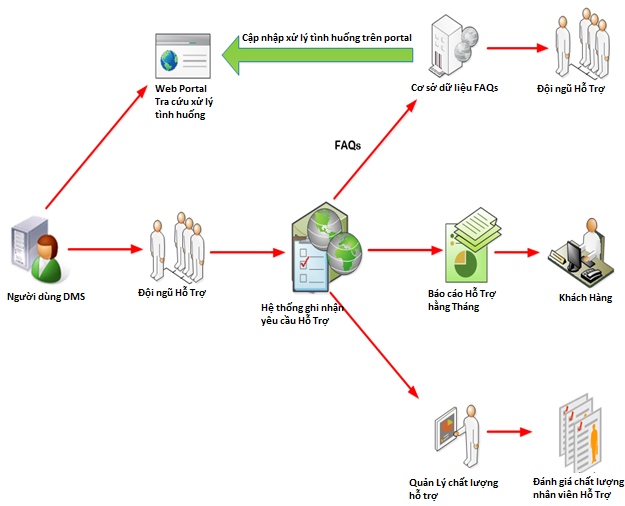 Cập nhập xử lý tình huống trên portal
Web Portal
Tra cứu xử lý
tình huống
Cơ sở dữ liệu FAQs
Đội ngũ Hỗ Trợ
FAQs
Người dùng DMS
Đội ngũ Hỗ Trợ
Hệ thống ghi nhận
yêu cầu Hỗ Trợ
Báo cáo Hỗ Trợ
hằng Tháng
Khách Hàng
Quản Lý chất lượng
hỗ trợ
Đánh giá chất lượng
nhân viên Hỗ Trợ